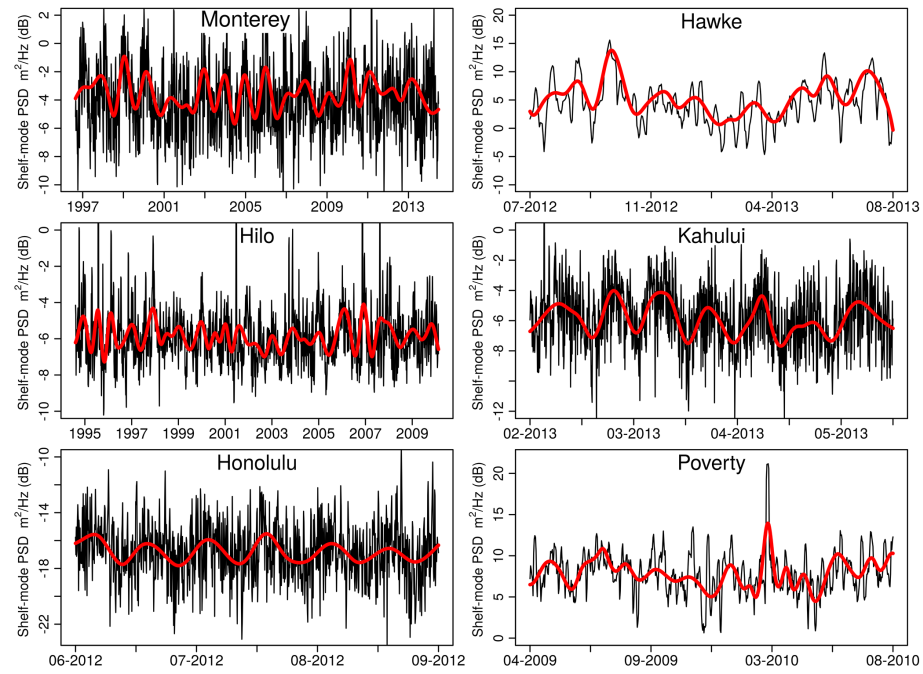 Monterey
Shelf-mode PSD m²/Hz (dB)
2
0
-2
-4
-6
-8
-10
1997 2001 2005 2009 2013
Hawke
Shelf-mode PSD m²/Hz (dB)
20
15
10
5
0
-5
-10
07-2012 11-2012 04-2013 08-2013
Hilo
Shelf-mode PSD m²/Hz (dB)
0
-2
-4
-6
-8
-10
1995 1997 1999 2001 2003 2005 2007 2009
Kahului
Shelf-mode PSD m²/Hz (dB)
0
-2
-4
-6
-8
-12
02-2013 03-2013 04-2013 05-2013
Honolulu
Shelf-mode PSD m²/Hz (dB)
-10
-14
-18
-22
06-2012 07-2012 08-2012 09-2012
Poverty
Shelf-mode PSD m²/Hz (dB)
20
15
10
5
0
04-2009 09-2009 03-2010 08-2010